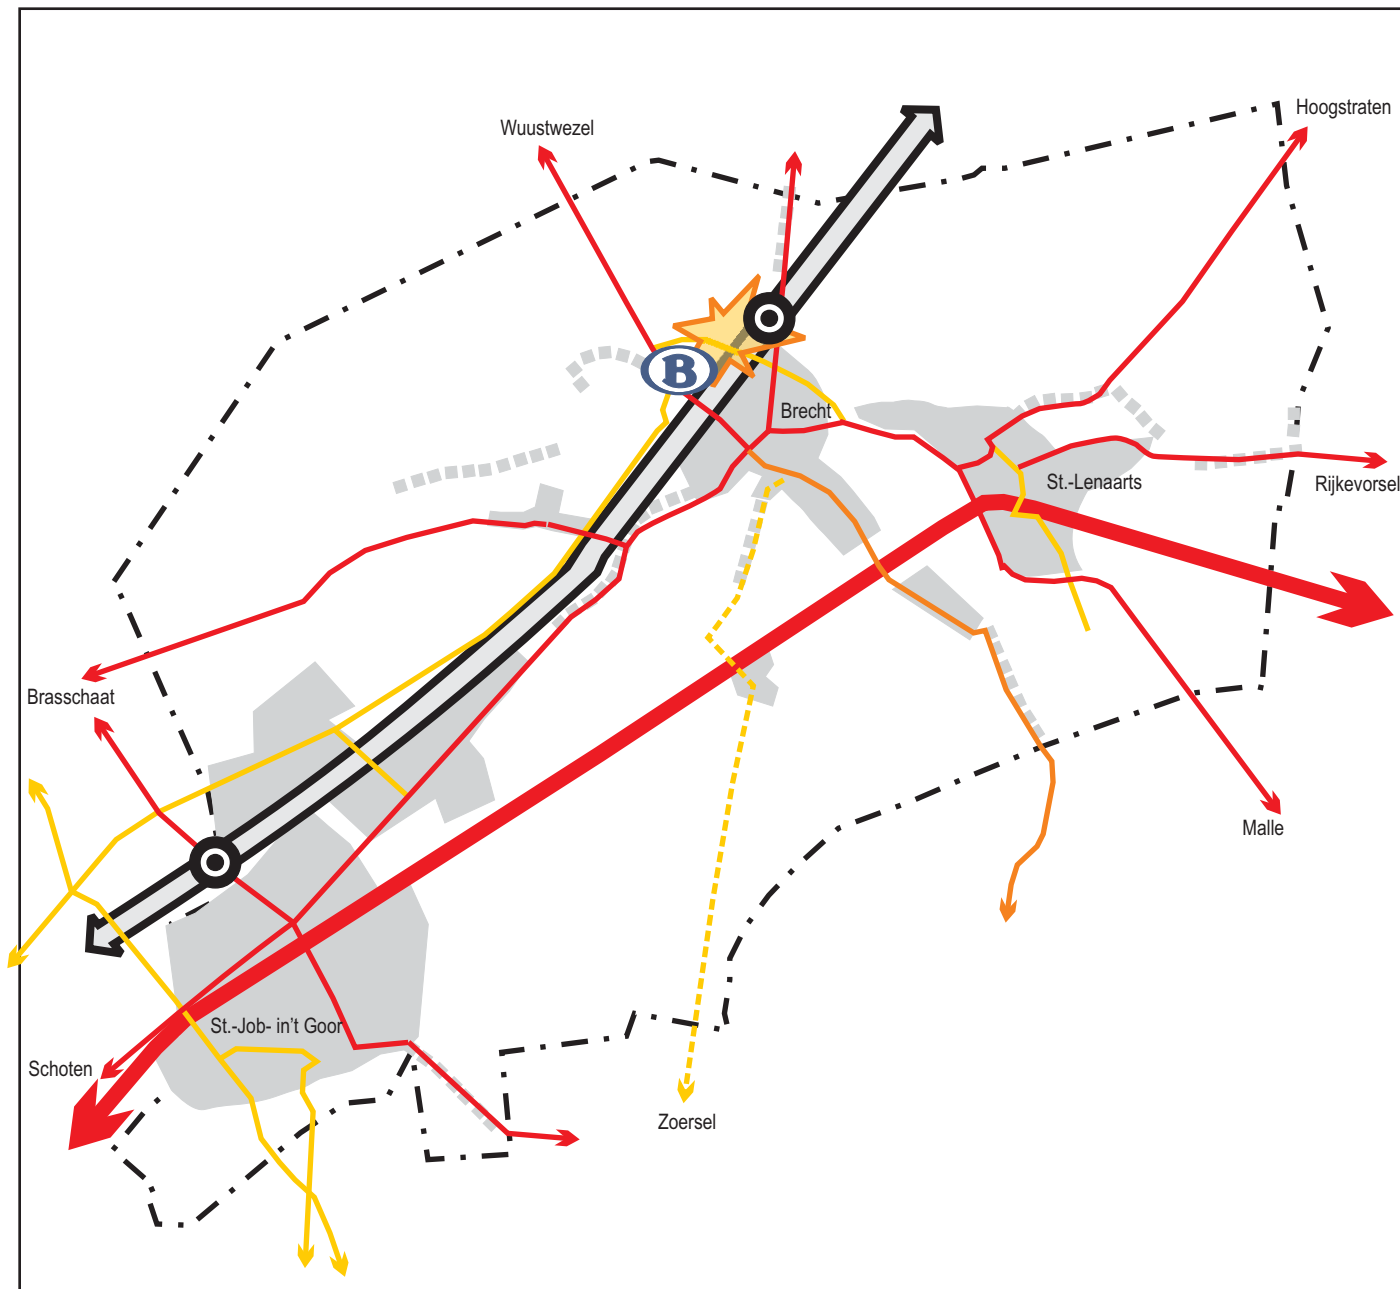 Hoogstraten
Wuustwezel
B
Brecht
St.-Lenaarts
Rijkevorsel
Brasschaat
Malle
St.-Job- in't Goor
Schoten
Zoersel